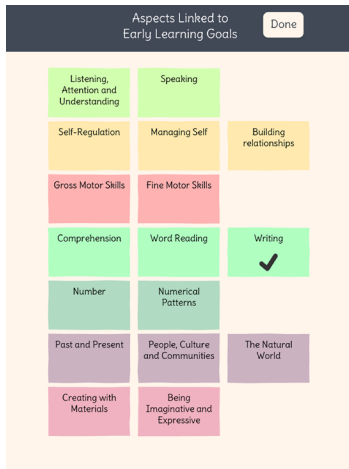 Aspects Linked to
Early Learning Goals
Done
Listening,
Attention and
Understanding
Speaking
Self-Regulation
Managing Self
Building
relationships
Gross Motor Skills
Fine Motor Skills
Comprehension
Word Reading
Writing
Number
Numerical
Patterns
Past and Present
People, Culture
and Communities
The Natural
World
Creating with
Materials
Being
Imaginative and
Expressive